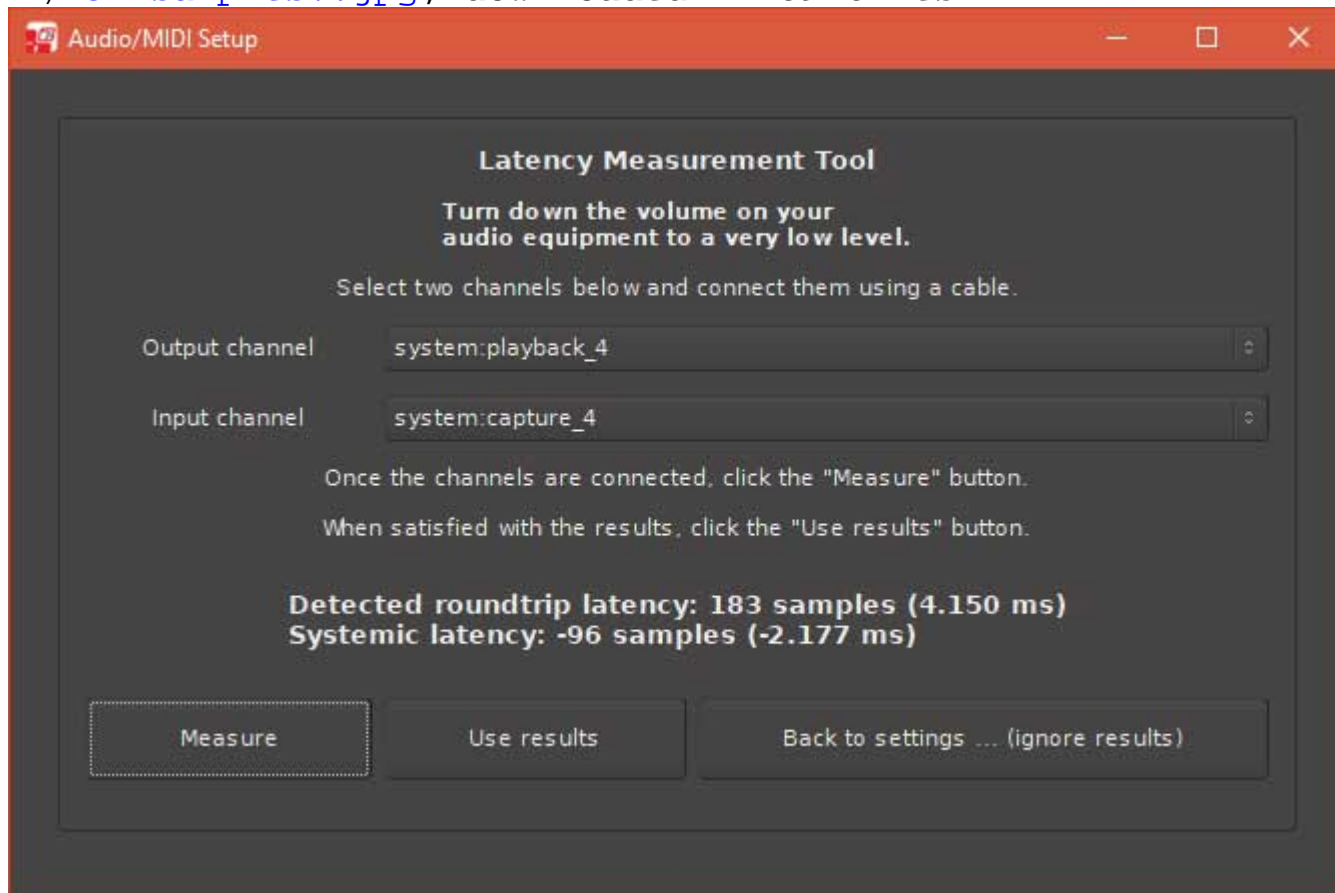 Audio/MIDI Setup
Latency Measurement Tool
Turn down the volume on your
audio equipment to a very low level.
Select two channels below and connect them using a cable.
Output channel system:playback_4
Input channel system:capture_4
Once the channels are connected, click the "Measure" button.
When satisfied with the results, click the "Use results" button.
Detected roundtrip latency: 183 samples (4.150 ms)
Systemic latency: -96 samples (-2.177 ms)
Measure Use results Back to settings ... (ignore results)